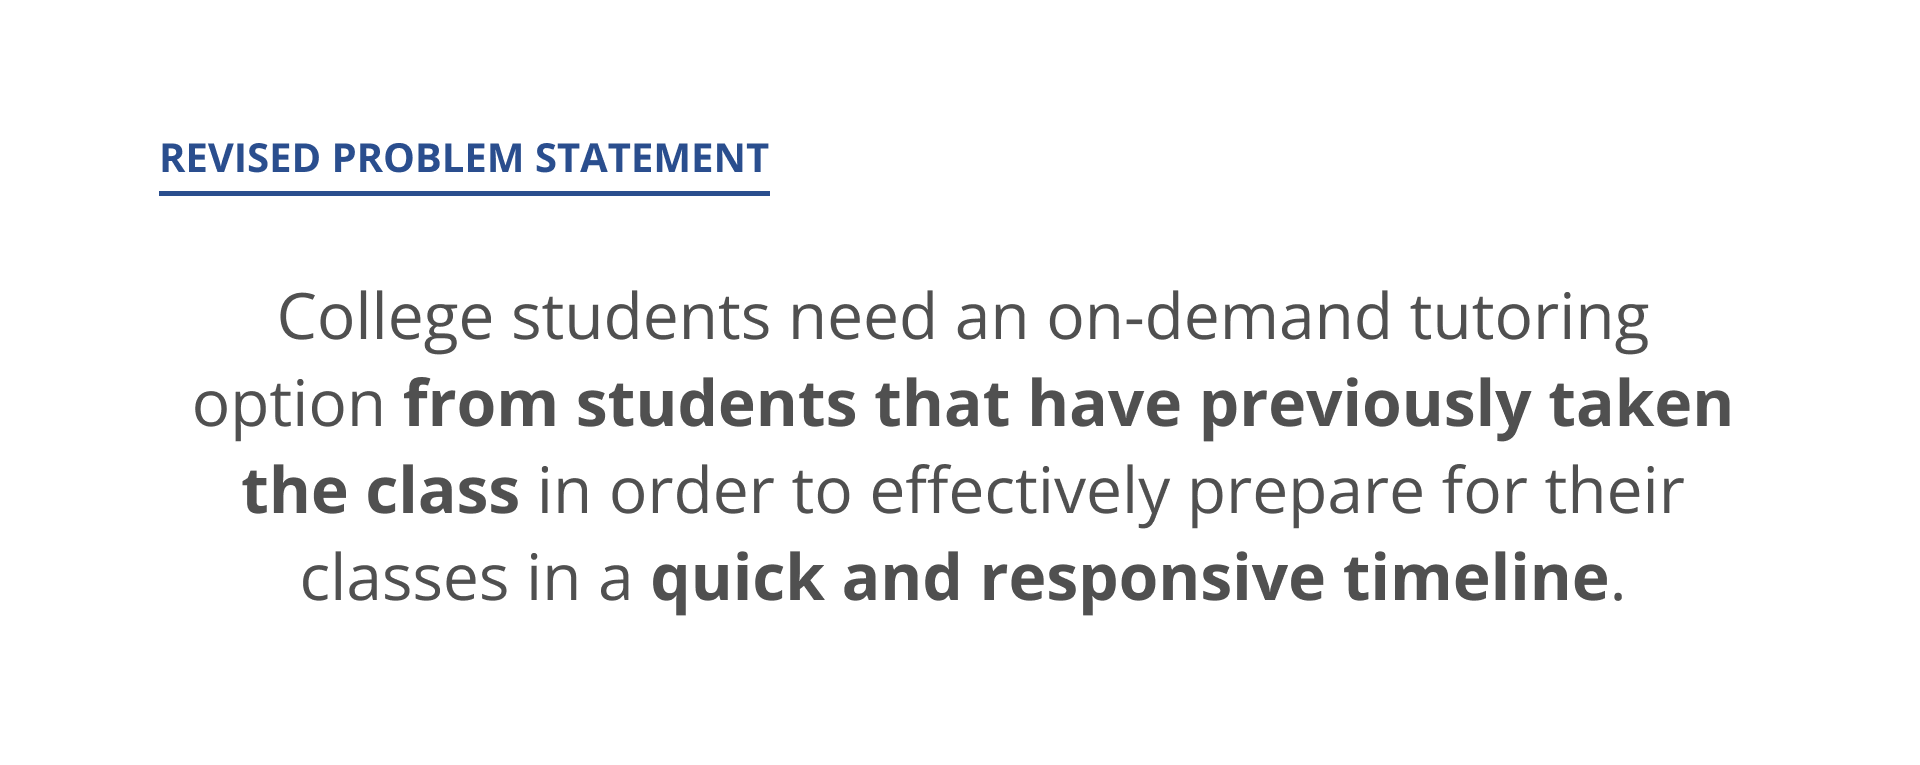 REVISED PROBLEM STATEMENT
College students need an on-demand tutoring
option from students that have previously taken
the class in order to effectively prepare for their
classes in a quick and responsive timeline.